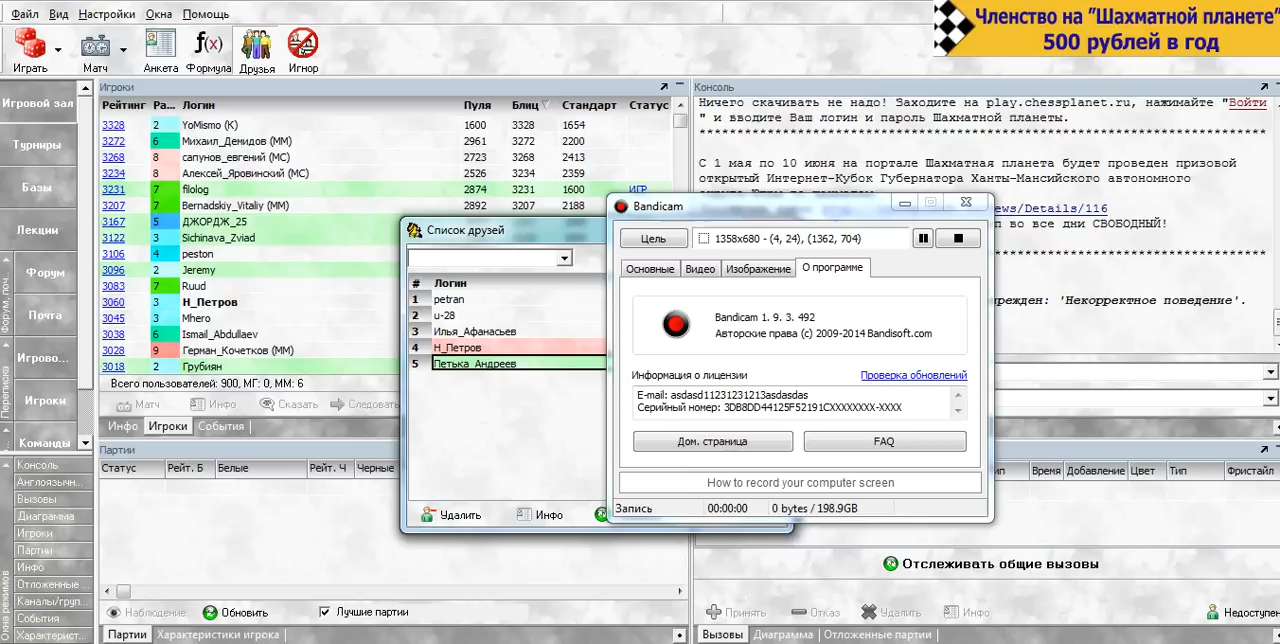 Файл Вид Настройки Окна Помощь
Членство на "Шахматной планете"
500 рублей в год
Играть Матч Анкета Формула Друзья Игнор
f(x)
Игровой зал
Турниры
Базы
Лекции
Форум
Почта
Игрово...
Игроки
Команды
Форум, поч.
Переписка
Игроки
Рейтинг Ра... Логин Пуля Блиц Стандарт Статус
3328 2 YoMismo (К) 1600 3328 1654
3272 6 Михаил_Демидов (ММ) 2961 3272 2200
3268 8 сапунов_евгений (МС) 2723 3268 2413
3234 8 Алексей_Яровинский (МС) 2526 3234 2359
3231 7 filolog 2874 3231 1600 ИГР
3207 7 Bernadskiy_Vitaliy (ММ) 2892 3207 2188
3167 5 ДЖОРДЖ_25
3122 3 Sichinava_Zviad
3106 4 peston
3096 2 Jeremy
3083 7 Ruud
3060 3 Н_Петров
3045 3 Mhero
3038 6 Ismail_Abdullaev
3028 9 Герман_Кочетков (ММ)
3018 2 Грубиян
Всего пользователей: 900, МГ: 0, ММ: 6
Матч Инфо Сказать Следовать
Инфо Игроки События
Консоль
Ничего скачивать не надо! Заходите на play.chessplanet.ru, нажимайте "Войти
" и вводите Ваш логин и пароль Шахматной планеты.
С 1 мая по 10 июня на портале Шахматная планета будет проведен призовой
открытый Интернет-Кубок Губернатора Ханты-Мансийского автономного
ews/Details/116
п во все дни СВОБОДНЫЙ!
режден: 'Некорректное поведение'.
Список друзей
# Логин
1 petran
2 u-28
3 Илья_Афанасьев
4 Н_Петров
5 Петька_Андреев
Удалить Инфо
Bandicam
Цель 1358x680 - (4, 24), (1362, 704)
Основные Видео Изображение О программе
Bandicam 1. 9. 3. 492
Авторские права (c) 2009-2014 Bandisoft.com
Информация о лицензии Проверка обновлений
E-mail: asdasd11231231213asdasdas
Серийный номер: 3DB8DD44125F52191CXXXXXXXX-XXXX
Дом. страница FAQ
How to record your computer screen
Запись 00:00:00 0 bytes / 198.9GB
Консоль
Англоязычн...
Вызовы
Диаграмма
Игроки
Партии
Инфо
Отложенные ...
Каналы/груп...
События
Характерист...
Окна режимов
Партии
Статус Рейт. Б Белые Рейт. Ч Черные
Наблюдение Обновить Лучшие партии
Партии Характеристики игрока
ип Время Добавление Цвет Тип Фристайл
Отслеживать общие вызовы
Принять Отказ Удалить Инфо Недоступен
Вызовы Диаграмма Отложенные партии